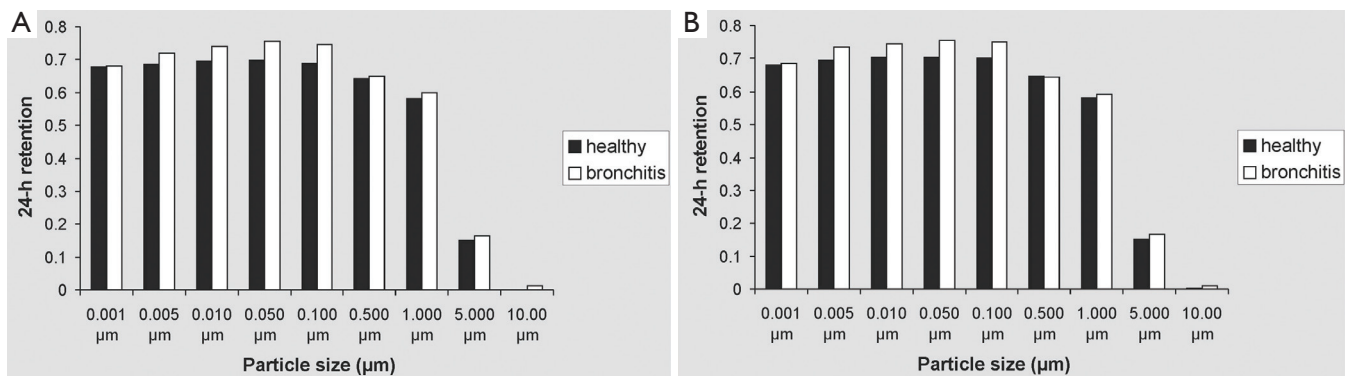 A
0.8
0.7
0.6
0.5
0.4
0.3
0.2
0.1
0
24-h retention
0.001 0.005 0.010 0.050 0.100 0.500 1.000 5.000 10.00
µm µm µm µm µm µm µm µm µm
Particle size (µm)
healthy
bronchitis
B
0.8
0.7
0.6
0.5
0.4
0.3
0.2
0.1
0
24-h retention
0.001 0.005 0.010 0.050 0.100 0.500 1.000 5.000 10.00
µm µm µm µm µm µm µm µm µm
Particle size (µm)
healthy
bronchitis